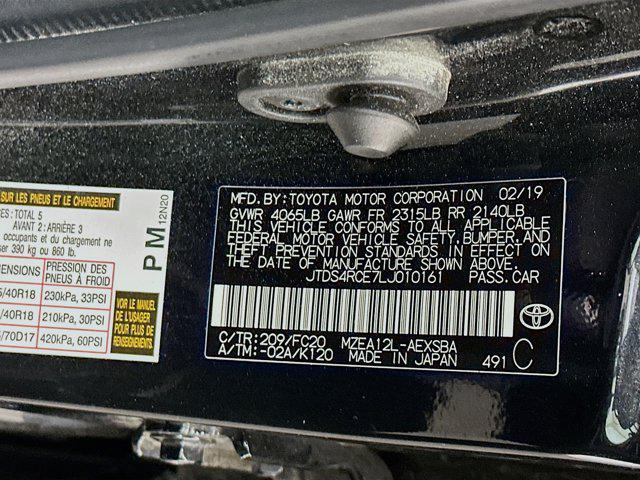 SUR LES PNEUS ET LE CHARGEMENT
TOTAL 5
AVANT 2: ARRIÈRE 3
occupants et du chargement
390 kg ou 860 lb.
PRESSION DES
PNEUS À FROID
/40R18 230kPa, 33PSI
/40R18 210kPa, 30PSI
/70D17 420kPa, 60PSI
VOIR LE MANUEL
DE L'USAGER
POUR PLUS DE
RENSEIGNEMENTS
PM
12N20
MFD. BY: TOYOTA MOTOR CORPORATION 02/19
GVWR 4065LB GAWR FR 2315LB RR 2140LB
THIS VEHICLE CONFORMS TO ALL APPLICABLE
FEDERAL MOTOR VEHICLE SAFETY, BUMPER, AND
THEFT PREVENTION STANDARDS IN EFFECT ON
THE DATE OF MANUFACTURE SHOWN ABOVE.
JTDS4RCE7LJ010161 PASS. CAR
C/TR: 209/FC20 MZEA12L-AEXSBA
A/TM: -02A/K120 MADE IN JAPAN 491 C